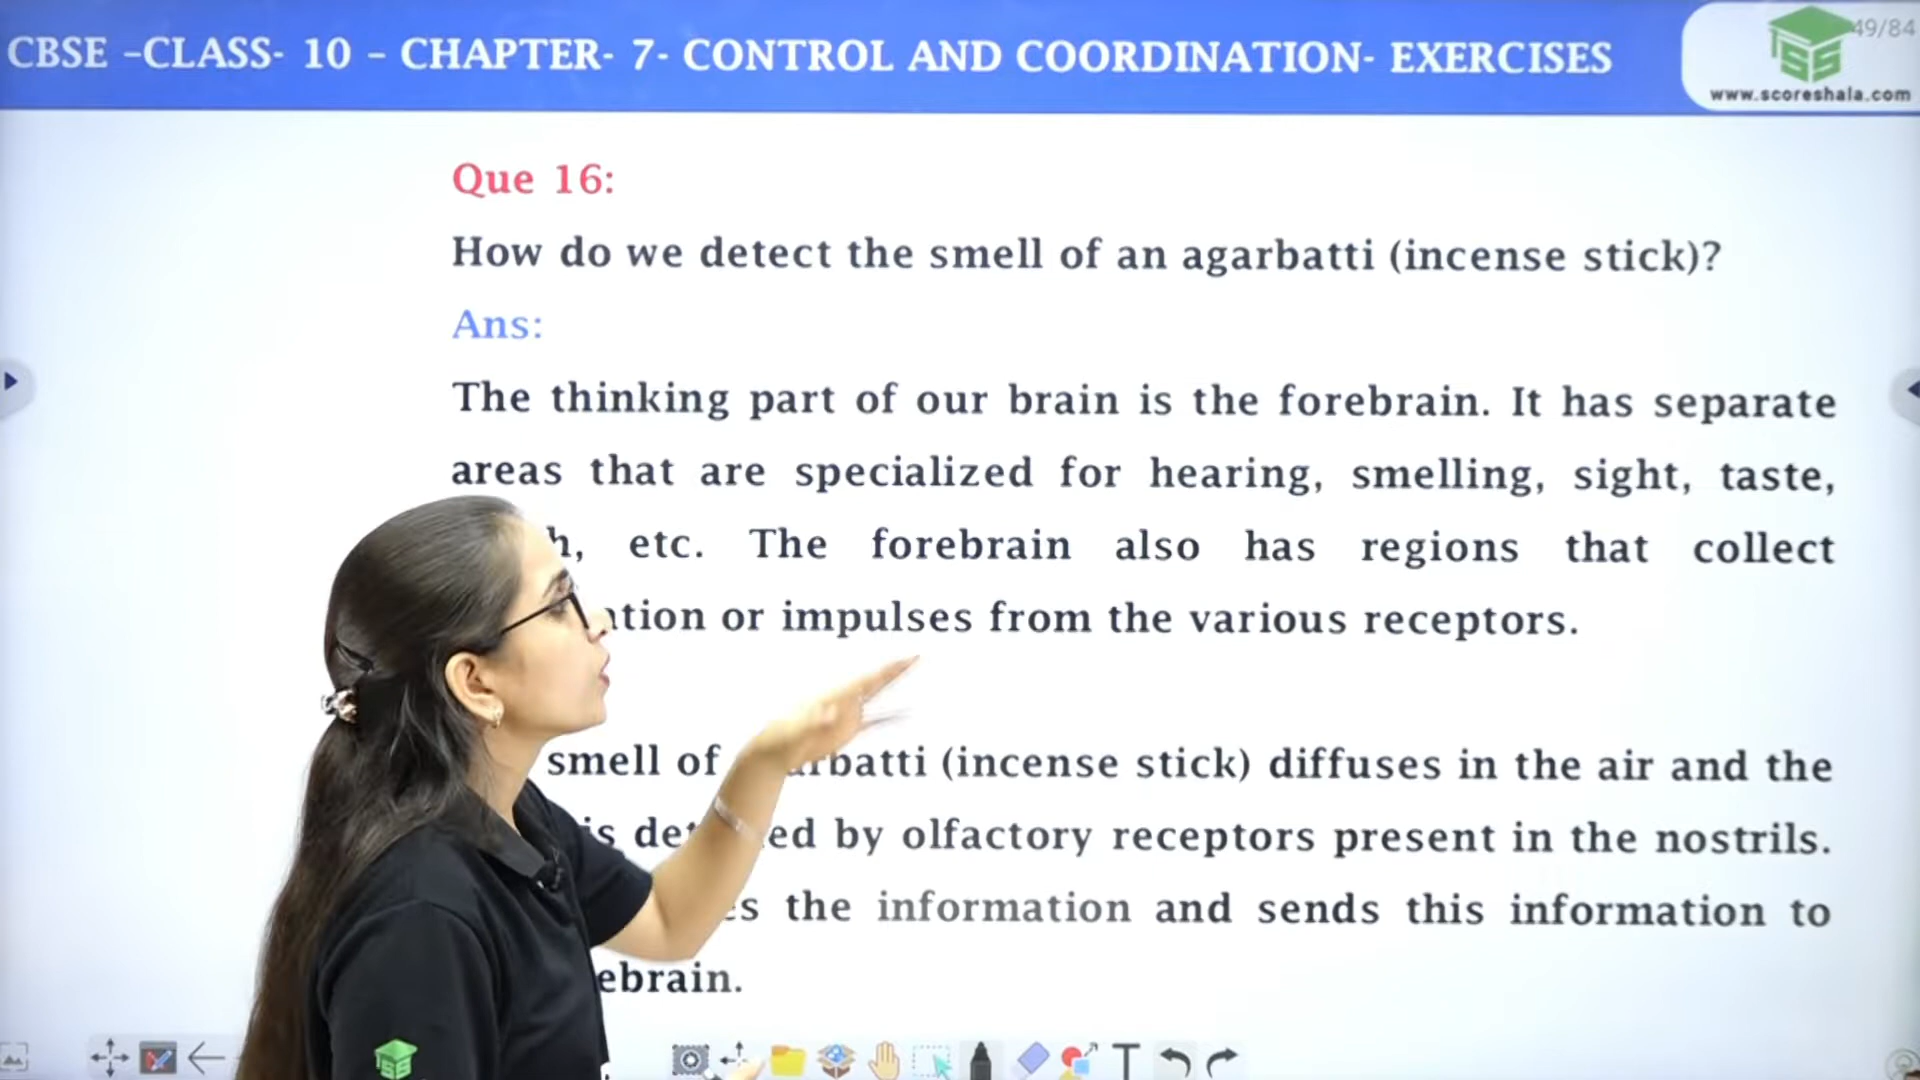 CBSE –CLASS- 10 – CHAPTER- 7- CONTROL AND COORDINATION- EXERCISES
49/84
www.scoreshala.com
Que 16:
How do we detect the smell of an agarbatti (incense stick)?
Ans:
The thinking part of our brain is the forebrain. It has separate
areas that are specialized for hearing, smelling, sight, taste,
etc. The forebrain also has regions that collect
or impulses from the various receptors.
smell of (incense stick) diffuses in the air and the
is by olfactory receptors present in the nostrils.
the information and sends this information to